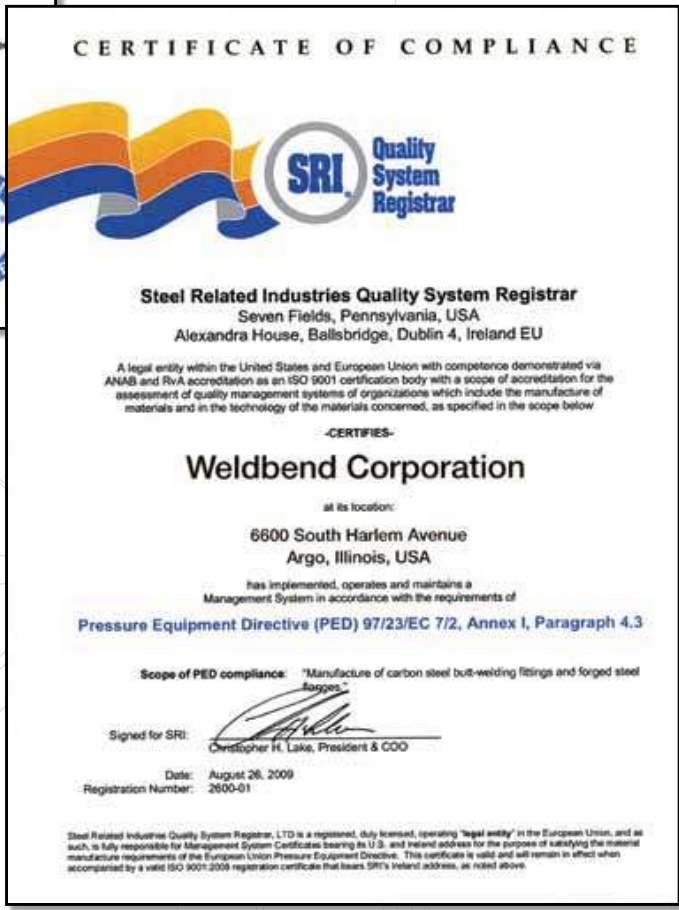 CERTIFICATE OF COMPLIANCE
SRI
Quality
System
Registrar
Steel Related Industries Quality System Registrar
Seven Fields, Pennsylvania, USA
Alexandra House, Ballsbridge, Dublin 4, Ireland EU
A legal entity within the United States and European Union with competence demonstrated via
ANAB and RvA accreditation as an ISO 9001 certification body with a scope of accreditation for the
assessment of quality management systems of organizations which include the manufacture of
materials and in the technology of the materials concerned, as specified in the scope below
-CERTIFIES-
Weldbend Corporation
at its location:
6600 South Harlem Avenue
Argo, Illinois, USA
has implemented, operates and maintains a
Management System in accordance with the requirements of
Pressure Equipment Directive (PED) 97/23/EC 7/2, Annex I, Paragraph 4.3
Scope of PED compliance: "Manufacture of carbon steel butt-welding fittings and forged steel
flanges."
Signed for SRI:
Christopher H. Lake, President & COO
Date: August 26, 2009
Registration Number: 2600-01
Steel Related Industries Quality System Registrar, LTD is a registered, duly licensed, operating "legal entity" in the European Union, and as
such, is fully responsible for Management System Certificates bearing its U.S. and Ireland address for the purpose of satisfying the material
manufacture requirements of the European Union Pressure Equipment Directive. This certificate is valid and will remain in effect when
accompanied by a valid ISO 9001:2008 registration certificate that bears SRI's Ireland address, as noted above.